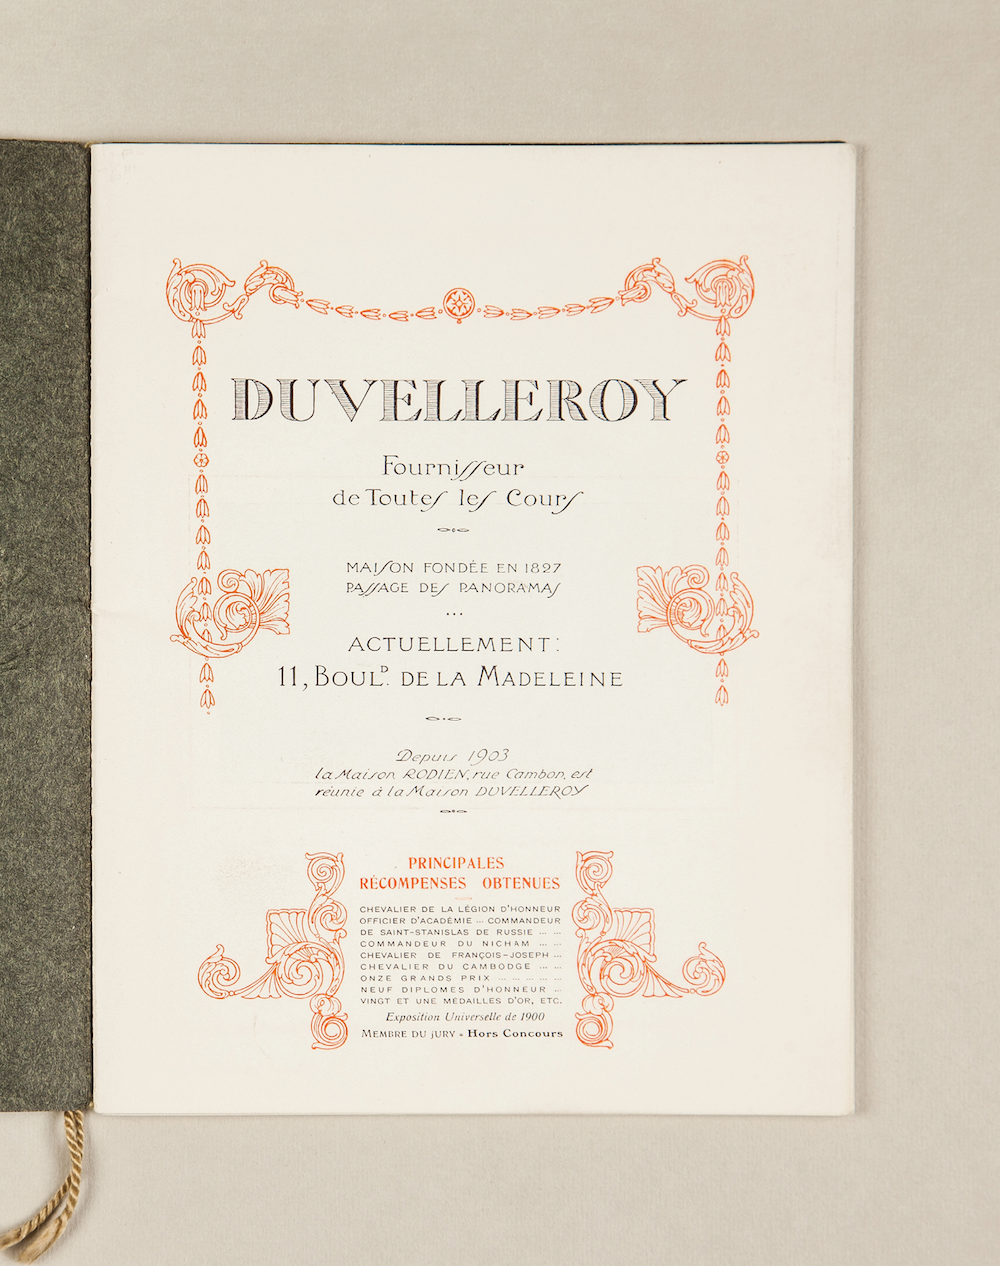 DUVELLEROY
Fournisseur
de Toutes les Cours
MAISON FONDÉE EN 1827
PASSAGE DES PANORAMAS
...
ACTUELLEMENT:
11, BOULD. DE LA MADELEINE
Depuis 1903
la Maison RODIEN, rue Cambon, est
réunie à la Maison DUVELLEROY
PRINCIPALES
RÉCOMPENSES OBTENUES
CHEVALIER DE LA LÉGION D'HONNEUR
OFFICIER D'ACADÉMIE ... COMMANDEUR
DE SAINT-STANISLAS DE RUSSIE ... ...
COMMANDEUR DU NICHAM ... ...
CHEVALIER DE FRANÇOIS-JOSEPH ...
CHEVALIER DU CAMBODGE ... ...
ONZE GRANDS PRIX ... ... ... ... ...
NEUF DIPLOMES D'HONNEUR ...
VINGT ET UNE MÉDAILLES D'OR, ETC.
Exposition Universelle de 1900
MEMBRE DU JURY - Hors Concours